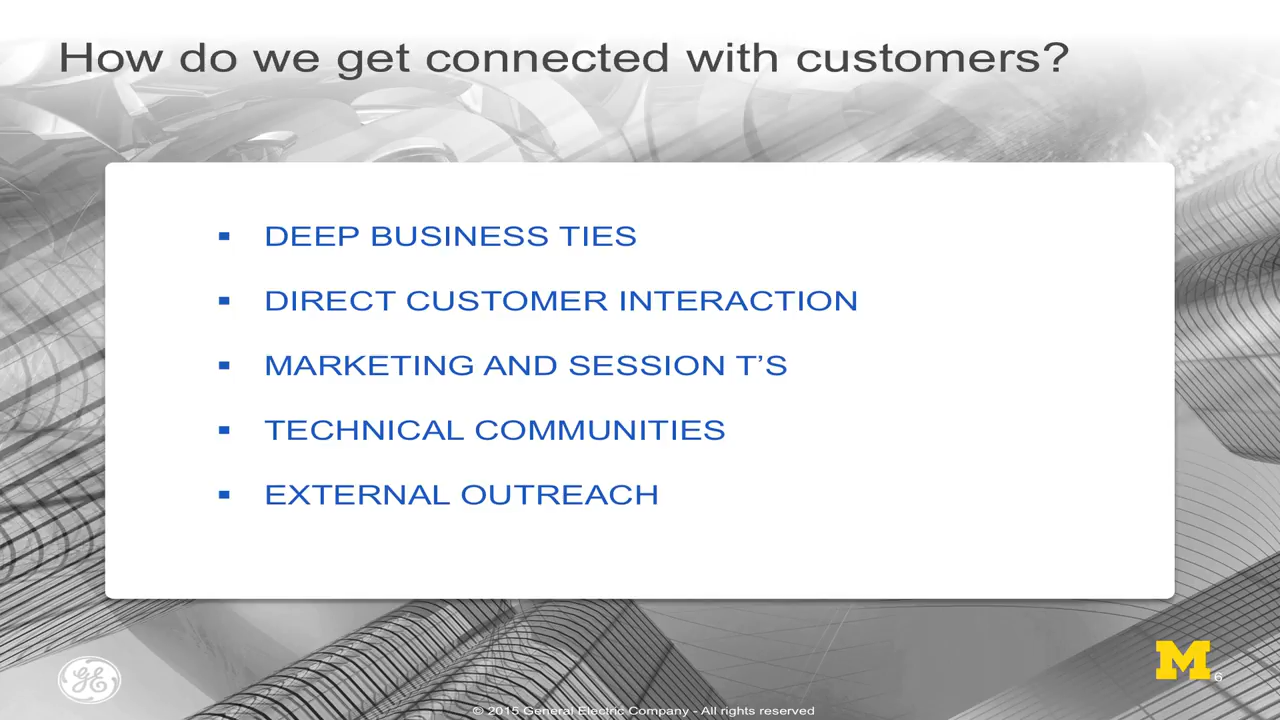 How do we get connected with customers?
▪ DEEP BUSINESS TIES
▪ DIRECT CUSTOMER INTERACTION
▪ MARKETING AND SESSION T’S
▪ TECHNICAL COMMUNITIES
▪ EXTERNAL OUTREACH
GE
M
6
© 2015 General Electric Company - All rights reserved